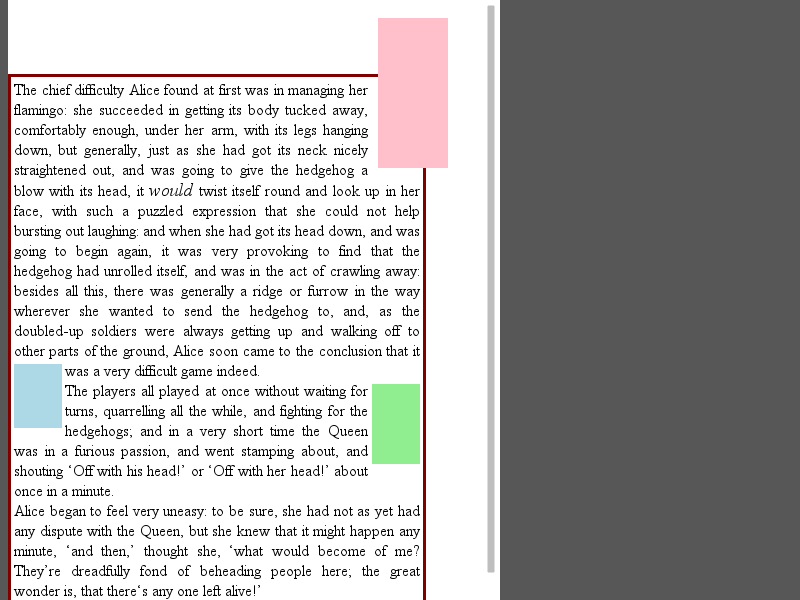 The chief difficulty Alice found at first was in managing her
flamingo: she succeeded in getting its body tucked away,
comfortably enough, under her arm, with its legs hanging
down, but generally, just as she had got its neck nicely
straightened out, and was going to give the hedgehog a
blow with its head, it would twist itself round and look up in her
face, with such a puzzled expression that she could not help
bursting out laughing: and when she had got its head down, and was
going to begin again, it was very provoking to find that the
hedgehog had unrolled itself, and was in the act of crawling away:
besides all this, there was generally a ridge or furrow in the way
wherever she wanted to send the hedgehog to, and, as the
doubled-up soldiers were always getting up and walking off to
other parts of the ground, Alice soon came to the conclusion that it
was a very difficult game indeed.
The players all played at once without waiting for
turns, quarrelling all the while, and fighting for the
hedgehogs; and in a very short time the Queen
was in a furious passion, and went stamping about, and
shouting ‘Off with his head!’ or ‘Off with her head!’ about
once in a minute.
Alice began to feel very uneasy: to be sure, she had not as yet had
any dispute with the Queen, but she knew that it might happen any
minute, ‘and then,’ thought she, ‘what would become of me?
They’re dreadfully fond of beheading people here; the great
wonder is, that there‘s any one left alive!’